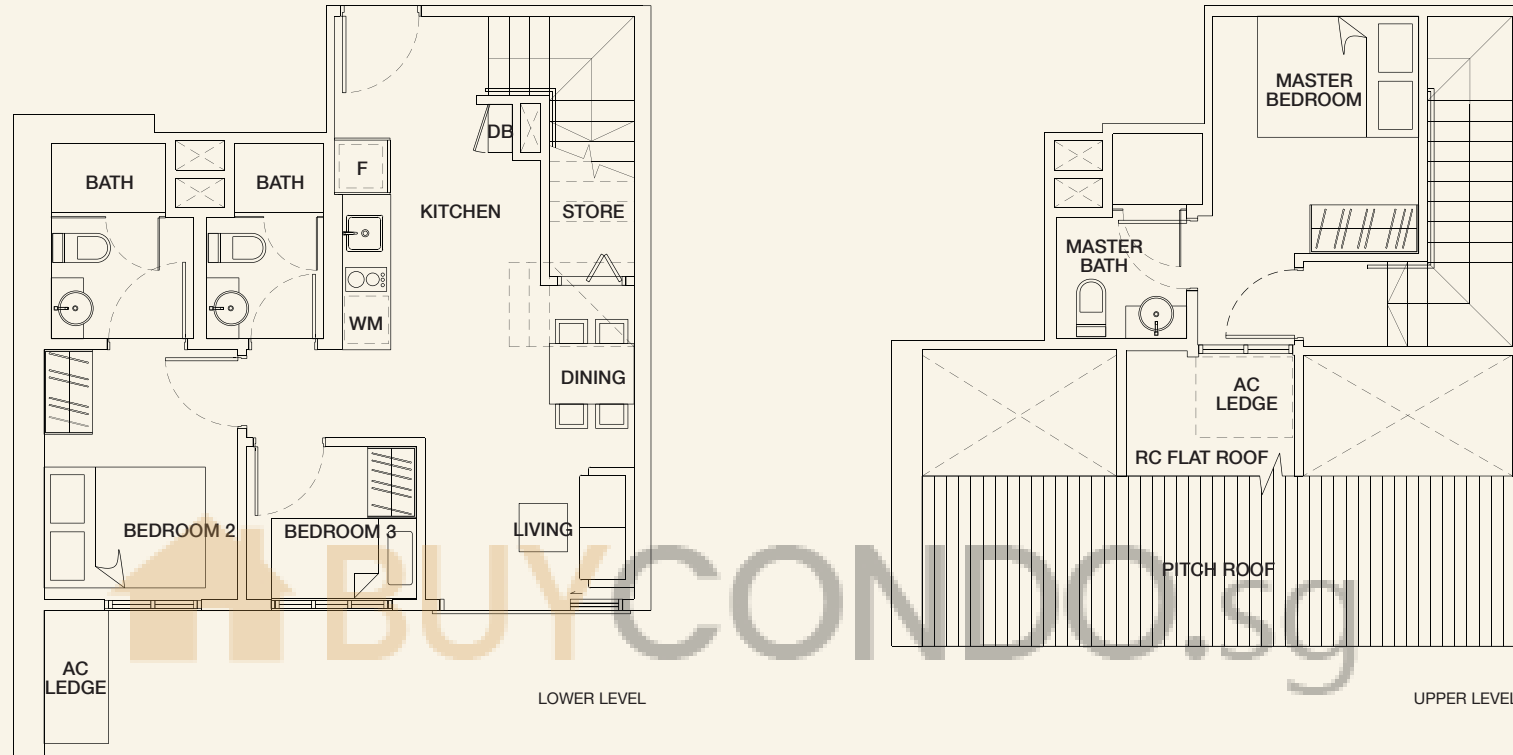 BATH
BATH
F
KITCHEN
DB
STORE
WM
DINING
BEDROOM 2
BEDROOM 3
LIVING
AC
LEDGE
LOWER LEVEL
MASTER
BEDROOM
MASTER
BATH
AC
LEDGE
RC FLAT ROOF
PITCH ROOF
UPPER LEVEL
BUYCONDO.sg